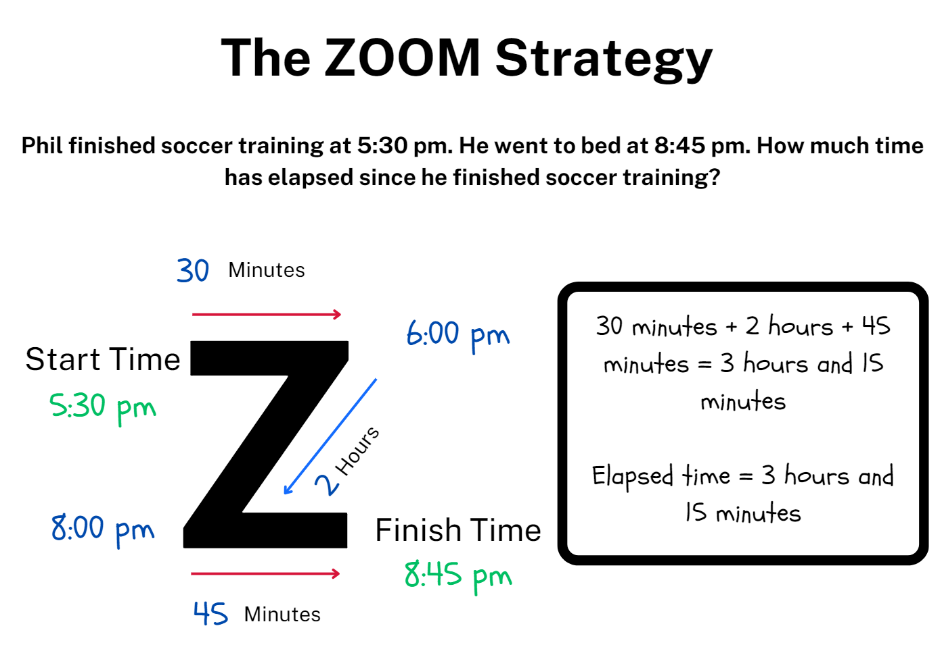 The ZOOM Strategy
Phil finished soccer training at 5:30 pm. He went to bed at 8:45 pm. How much time
has elapsed since he finished soccer training?
30 Minutes
6:00 pm
Start Time
5:30 pm
Z
2 Hours
8:00 pm
Finish Time
8:45 pm
45 Minutes
30 minutes + 2 hours + 45
minutes = 3 hours and 15
minutes
Elapsed time = 3 hours and
15 minutes